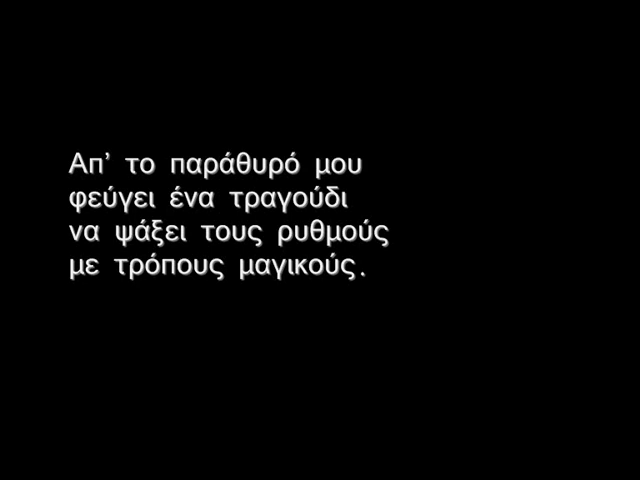 Απ’ το παράθυρό μου
φεύγει ένα τραγούδι
να ψάξει τους ρυθμούς
με τρόπους μαγικούς.